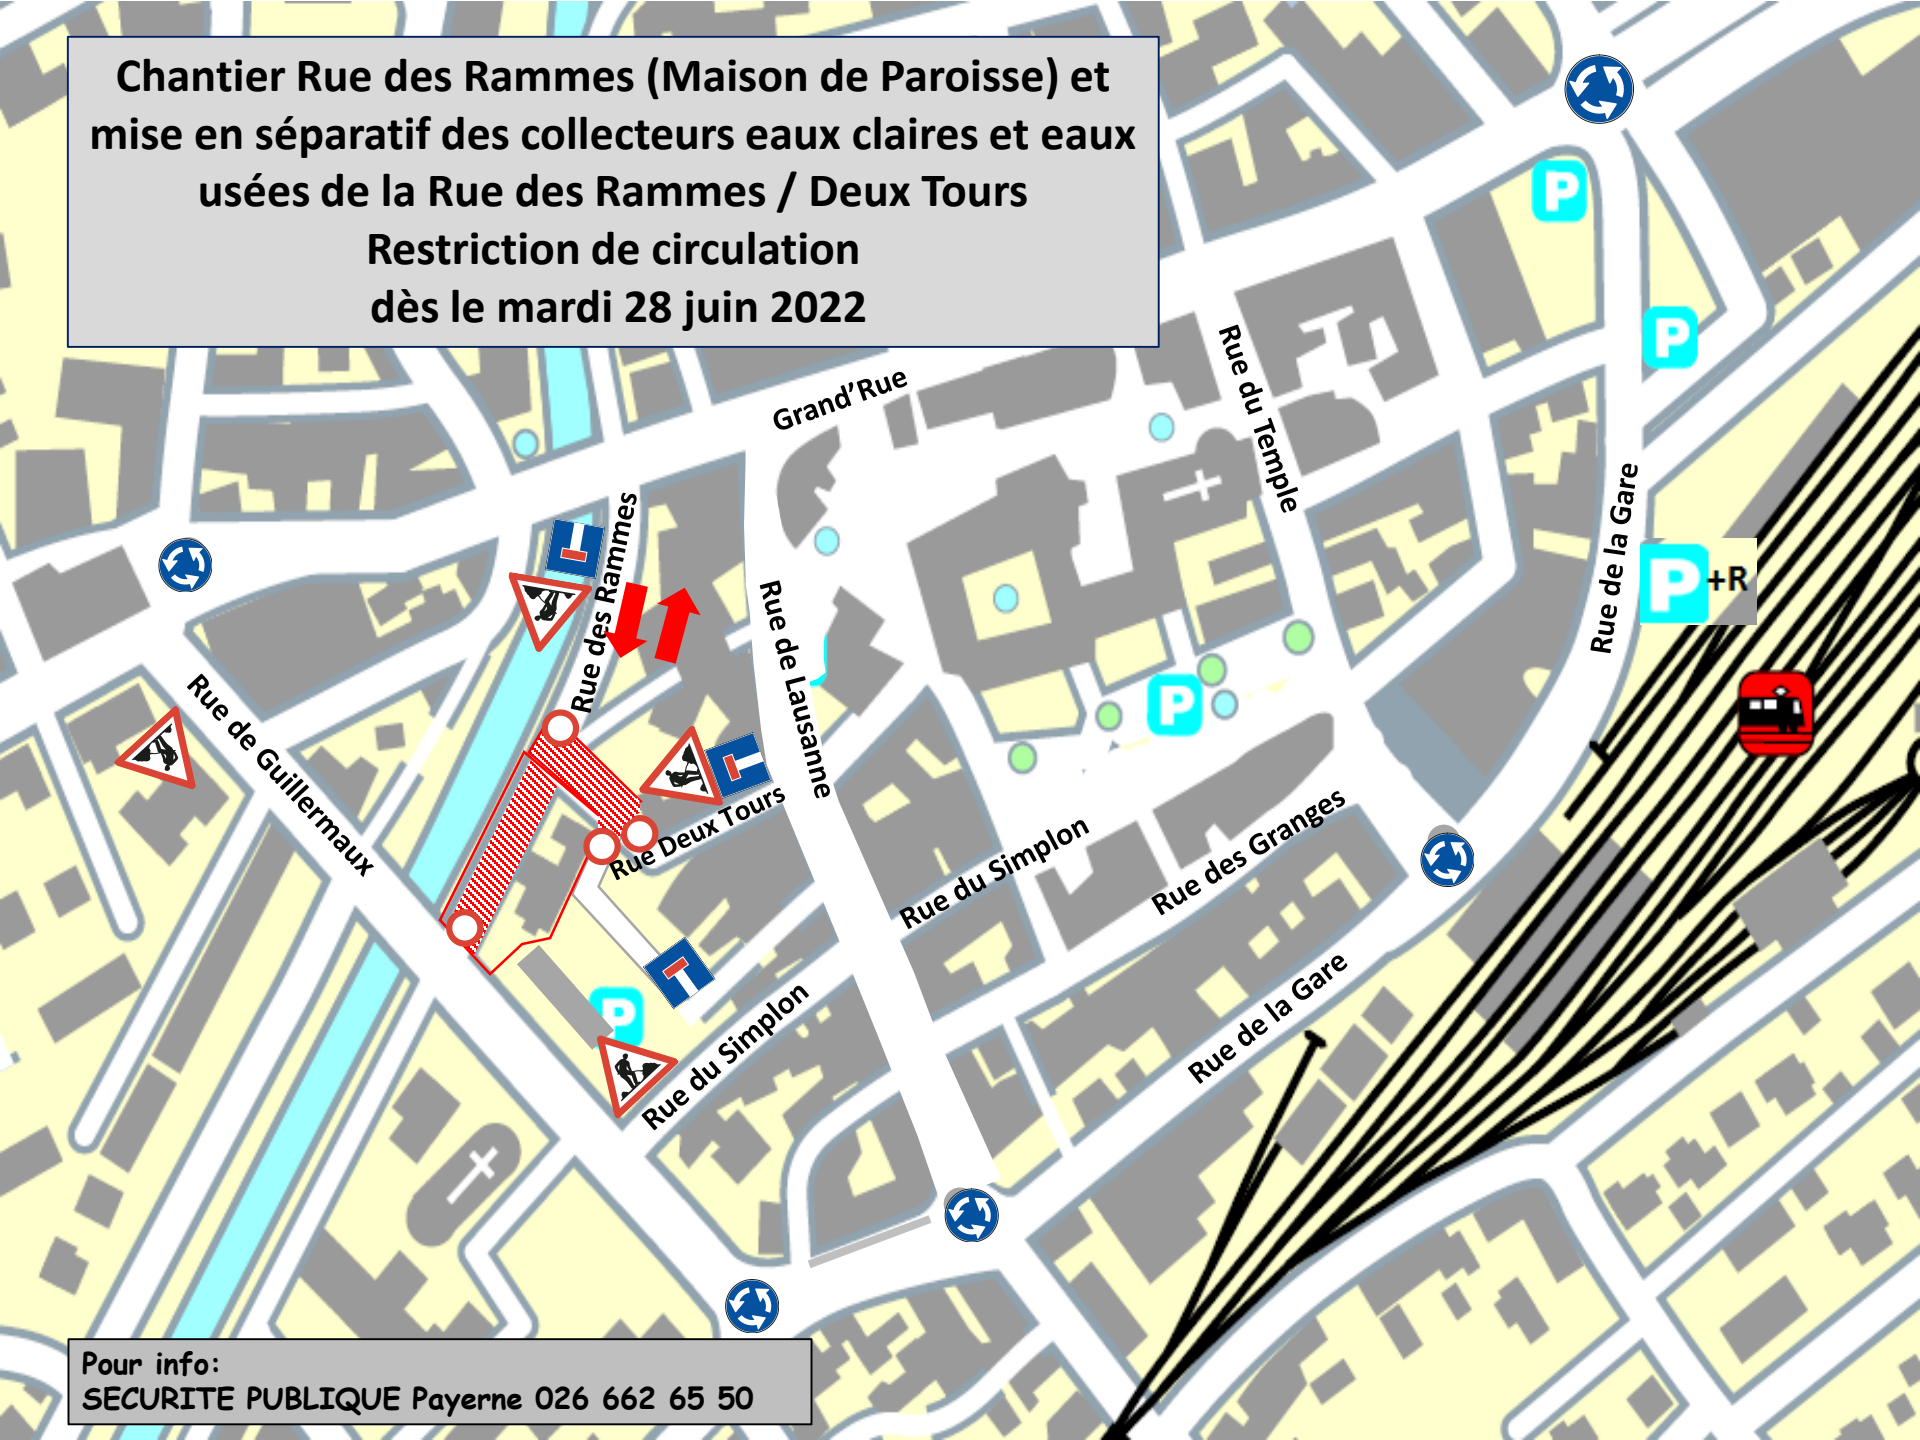 Chantier Rue des Rammes (Maison de Paroisse) et
mise en séparatif des collecteurs eaux claires et eaux
usées de la Rue des Rammes / Deux Tours
Restriction de circulation
dès le mardi 28 juin 2022
P
P
Rue du Temple
Grand'Rue
Rue de la Gare
P+R
Rue des Rammes
Rue de Lausanne
Rue de Guillermaux
P
Rue Deux Tours
Rue du Simplon
Rue des Granges
Rue de la Gare
P
Rue du Simplon
Pour info:
SECURITE PUBLIQUE Payerne 026 662 65 50